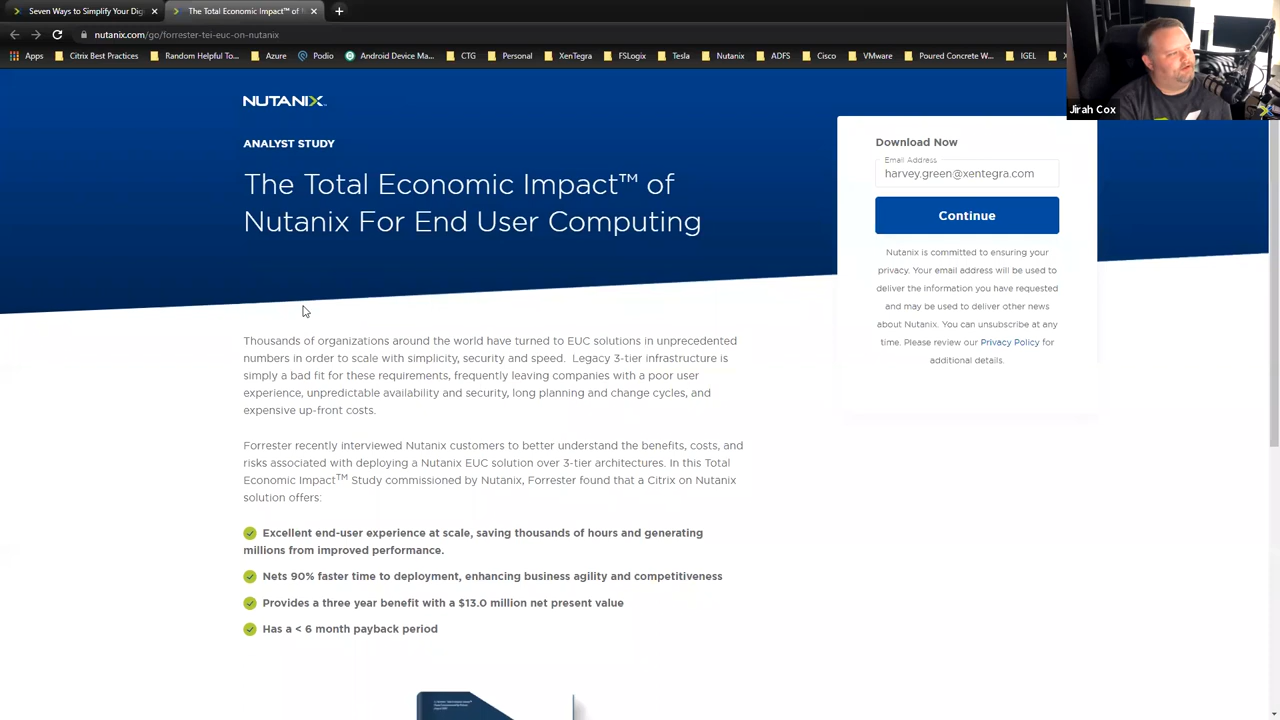 Seven Ways to Simplify Your Dig
The Total Economic Impact™ of
nutanix.com/go/forrester-tei-euc-on-nutanix
Apps Citrix Best Practices Random Helpful To... Azure Podio Android Device Ma... CTG Personal XenTegra FSLogix Tesla Nutanix ADFS Cisco VMware Poured Concrete W... IGEL
Jirah Cox
NUTANIX
ANALYST STUDY
The Total Economic Impact™ of
Nutanix For End User Computing
Download Now
Email Address
harvey.green@xentegra.com
Continue
Nutanix is committed to ensuring your
privacy. Your email address will be used to
deliver the information you have requested
and may be used to deliver other news
about Nutanix. You can unsubscribe at any
time. Please review our Privacy Policy for
additional details.
Thousands of organizations around the world have turned to EUC solutions in unprecedented
numbers in order to scale with simplicity, security and speed. Legacy 3-tier infrastructure is
simply a bad fit for these requirements, frequently leaving companies with a poor user
experience, unpredictable availability and security, long planning and change cycles, and
expensive up-front costs.
Forrester recently interviewed Nutanix customers to better understand the benefits, costs, and
risks associated with deploying a Nutanix EUC solution over 3-tier architectures. In this Total
Economic Impact™ Study commissioned by Nutanix, Forrester found that a Citrix on Nutanix
solution offers:
Excellent end-user experience at scale, saving thousands of hours and generating
millions from improved performance.
Nets 90% faster time to deployment, enhancing business agility and competitiveness
Provides a three year benefit with a $13.0 million net present value
Has a < 6 month payback period